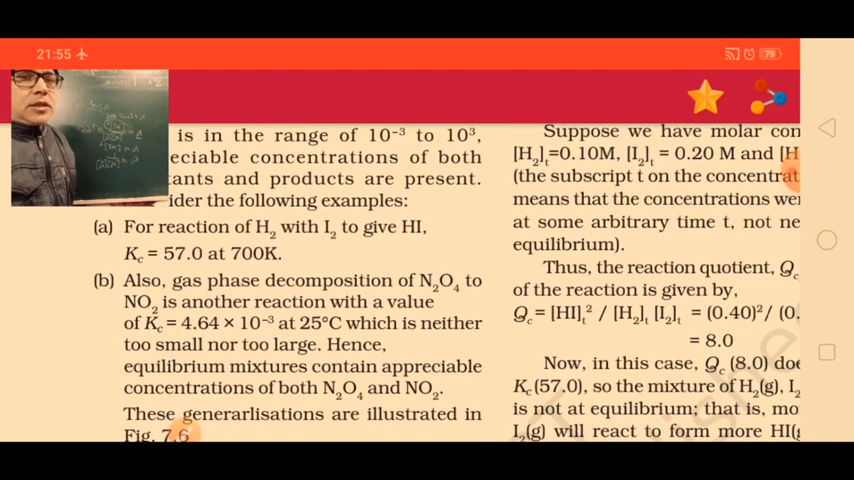 21:55
79
is in the range of 10⁻³ to 10³,
eciable concentrations of both
tants and products are present.
ider the following examples:
(a) For reaction of H₂ with I₂ to give HI,
K꜀ = 57.0 at 700K.
(b) Also, gas phase decomposition of N₂O₄ to
NO₂ is another reaction with a value
of K꜀ = 4.64 × 10⁻³ at 25°C which is neither
too small nor too large. Hence,
equilibrium mixtures contain appreciable
concentrations of both N₂O₄ and NO₂.
These generarlisations are illustrated in
Fig. 7.6
Suppose we have molar con
[H₂]ₜ=0.10M, [I₂]ₜ = 0.20 M and [H
(the subscript t on the concentrat
means that the concentrations wer
at some arbitrary time t, not ne
equilibrium).
Thus, the reaction quotient, Q꜀
of the reaction is given by,
Q꜀ = [HI]ₜ² / [H₂]ₜ [I₂]ₜ = (0.40)² / (0.
= 8.0
Now, in this case, Q꜀ (8.0) doe
K꜀ (57.0), so the mixture of H₂(g), I₂
is not at equilibrium; that is, mo
I₂(g) will react to form more HI(g